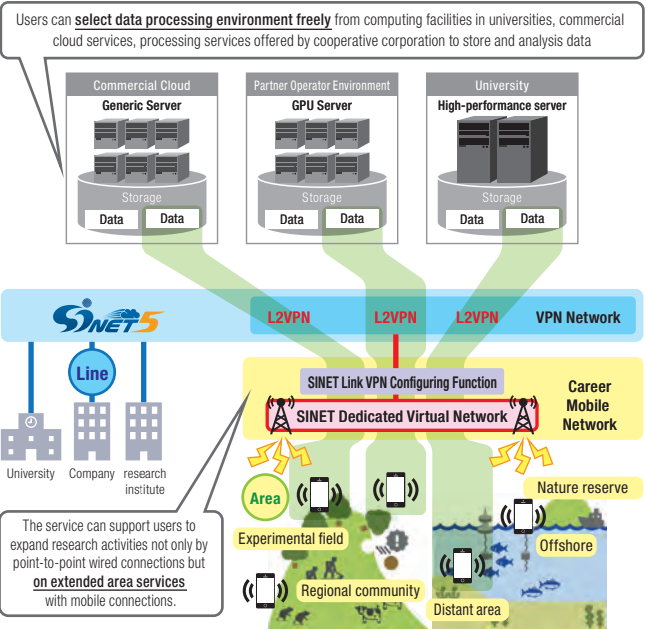 Users can select data processing environment freely from computing facilities in universities, commercial
cloud services, processing services offered by cooperative corporation to store and analysis data
Commercial Cloud
Generic Server
Storage
Data
Data
Partner Operator Environment
GPU Server
Storage
Data
Data
University
High-performance server
Storage
Data
Data
SINET5
L2VPN
L2VPN
L2VPN
VPN Network
Line
University
Company
research
institute
SINET Link VPN Configuring Function
SINET Dedicated Virtual Network
Career
Mobile
Network
Area
Experimental field
Regional community
Distant area
Offshore
Nature reserve
The service can support users to
expand research activities not only by
point-to-point wired connections but
on extended area services
with mobile connections.